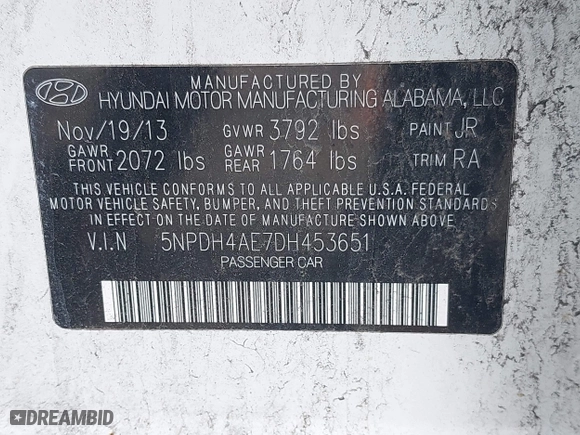 MANUFACTURED BY
HYUNDAI MOTOR MANUFACTURING ALABAMA, LLC
Nov/19/13 GVWR 3792 lbs PAINT JR
GAWR FRONT 2072 lbs GAWR REAR 1764 lbs TRIM RA
THIS VEHICLE CONFORMS TO ALL APPLICABLE U.S.A. FEDERAL
MOTOR VEHICLE SAFETY, BUMPER, AND THEFT PREVENTION STANDARDS
IN EFFECT ON THE DATE OF MANUFACTURE SHOWN ABOVE.
V.I.N 5NPDH4AE7DH453651
PASSENGER CAR
DREAMBID